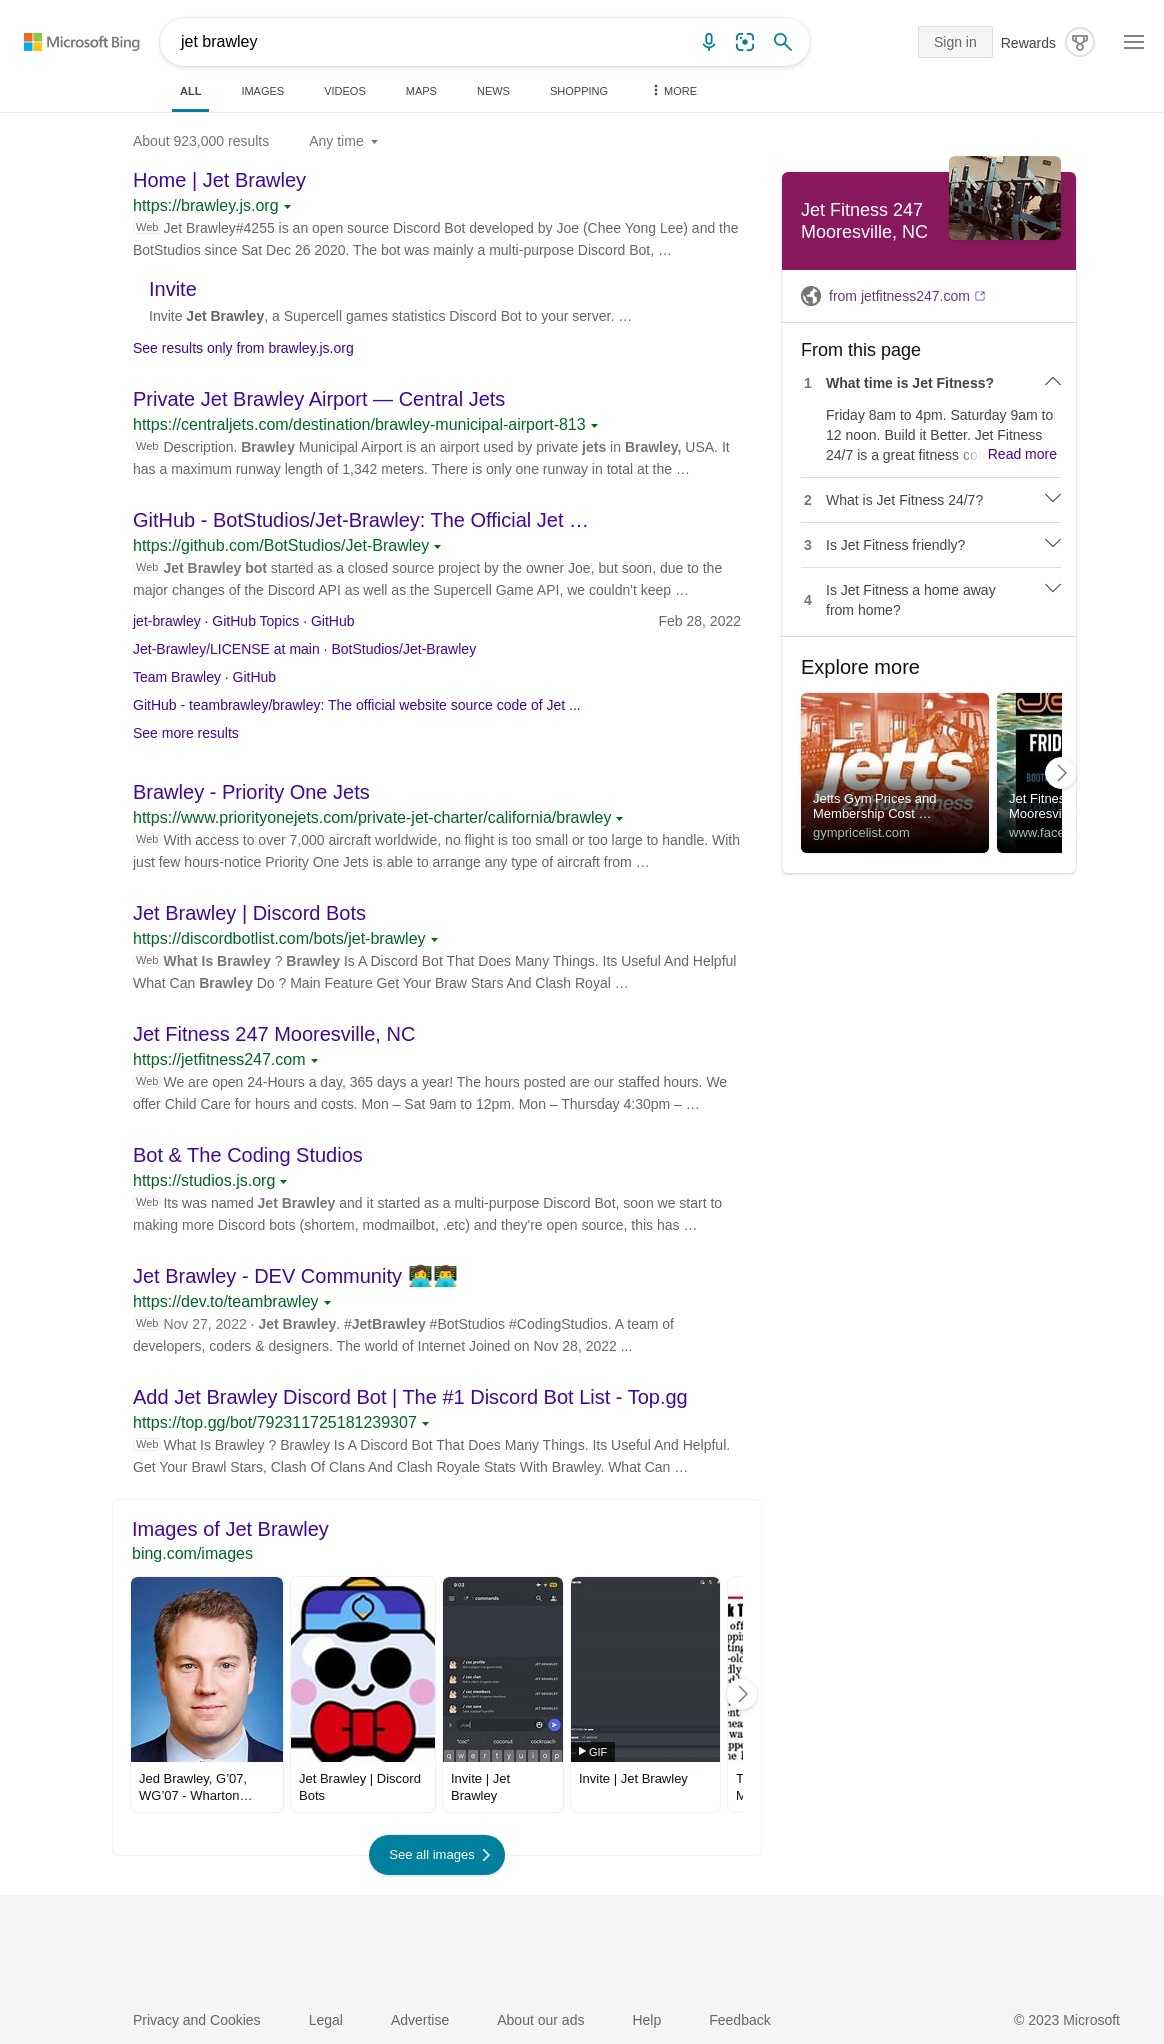 Microsoft Bing
jet brawley
Sign in
Rewards
ALL
IMAGES
VIDEOS
MAPS
NEWS
SHOPPING
MORE
About 923,000 results
Any time
Home | Jet Brawley
https://brawley.js.org
Web Jet Brawley#4255 is an open source Discord Bot developed by Joe (Chee Yong Lee) and the
BotStudios since Sat Dec 26 2020. The bot was mainly a multi-purpose Discord Bot, …
Invite
Invite Jet Brawley, a Supercell games statistics Discord Bot to your server. …
See results only from brawley.js.org
Private Jet Brawley Airport — Central Jets
https://centraljets.com/destination/brawley-municipal-airport-813
Web Description. Brawley Municipal Airport is an airport used by private jets in Brawley, USA. It
has a maximum runway length of 1,342 meters. There is only one runway in total at the …
GitHub - BotStudios/Jet-Brawley: The Official Jet …
https://github.com/BotStudios/Jet-Brawley
Web Jet Brawley bot started as a closed source project by the owner Joe, but soon, due to the
major changes of the Discord API as well as the Supercell Game API, we couldn't keep …
jet-brawley · GitHub Topics · GitHub
Feb 28, 2022
Jet-Brawley/LICENSE at main · BotStudios/Jet-Brawley
Team Brawley · GitHub
GitHub - teambrawley/brawley: The official website source code of Jet ...
See more results
Brawley - Priority One Jets
https://www.priorityonejets.com/private-jet-charter/california/brawley
Web With access to over 7,000 aircraft worldwide, no flight is too small or too large to handle. With
just few hours-notice Priority One Jets is able to arrange any type of aircraft from …
Jet Brawley | Discord Bots
https://discordbotlist.com/bots/jet-brawley
Web What Is Brawley ? Brawley Is A Discord Bot That Does Many Things. Its Useful And Helpful
What Can Brawley Do ? Main Feature Get Your Braw Stars And Clash Royal …
Jet Fitness 247 Mooresville, NC
https://jetfitness247.com
Web We are open 24-Hours a day, 365 days a year! The hours posted are our staffed hours. We
offer Child Care for hours and costs. Mon – Sat 9am to 12pm. Mon – Thursday 4:30pm – …
Bot & The Coding Studios
https://studios.js.org
Web Its was named Jet Brawley and it started as a multi-purpose Discord Bot, soon we start to
making more Discord bots (shortem, modmailbot, .etc) and they're open source, this has …
Jet Brawley - DEV Community 👩‍💻👨‍💻
https://dev.to/teambrawley
Web Nov 27, 2022 · Jet Brawley. #JetBrawley #BotStudios #CodingStudios. A team of
developers, coders & designers. The world of Internet Joined on Nov 28, 2022 ...
Add Jet Brawley Discord Bot | The #1 Discord Bot List - Top.gg
https://top.gg/bot/792311725181239307
Web What Is Brawley ? Brawley Is A Discord Bot That Does Many Things. Its Useful And Helpful.
Get Your Brawl Stars, Clash Of Clans And Clash Royale Stats With Brawley. What Can …
Images of Jet Brawley
bing.com/images
9:03
commands
/ coc profile
/ coc clan
/ coc members
/ coc save
JET BRAWLEY
JET BRAWLEY
JET BRAWLEY
JET BRAWLEY
"coc" coconut cockroach
q w e r t y u i o p
GIF
Jed Brawley, G'07,
WG'07 - Wharton…
Jet Brawley | Discord
Bots
Invite | Jet
Brawley
Invite | Jet Brawley
See all images
Jet Fitness 247
Mooresville, NC
from jetfitness247.com
From this page
1 What time is Jet Fitness?
Friday 8am to 4pm. Saturday 9am to
12 noon. Build it Better. Jet Fitness
24/7 is a great fitness co Read more
2 What is Jet Fitness 24/7?
3 Is Jet Fitness friendly?
4 Is Jet Fitness a home away
from home?
Explore more
jetts
24 hour fitness
Jetts Gym Prices and
Membership Cost …
gympricelist.com
FRID
BOOT
Jet Fitnes
Mooresvi
www.face
Privacy and Cookies
Legal
Advertise
About our ads
Help
Feedback
© 2023 Microsoft